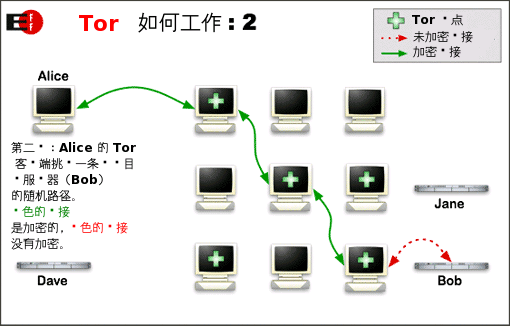 EFF
Tor 如何工作:2
Tor ・点
未加密・接
加密・接
Alice
第二・:Alice 的 Tor
客・端挑・一条・・目
・服・器(Bob)
的随机路径。
・色的・接
是加密的, ・色的・接
没有加密。
Jane
Dave
Bob